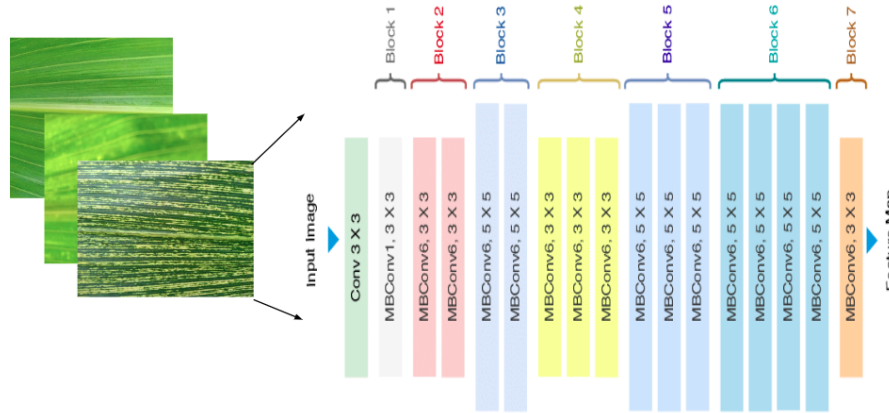 Block 1
Block 2
Block 3
Block 4
Block 5
Block 6
Block 7
Input Image
Conv 3 X 3
MBConv1, 3 X 3
MBConv6, 3 X 3
MBConv6, 3 X 3
MBConv6, 5 X 5
MBConv6, 5 X 5
MBConv6, 3 X 3
MBConv6, 3 X 3
MBConv6, 3 X 3
MBConv6, 5 X 5
MBConv6, 5 X 5
MBConv6, 5 X 5
MBConv6, 5 X 5
MBConv6, 5 X 5
MBConv6, 5 X 5
MBConv6, 5 X 5
MBConv6, 3 X 3